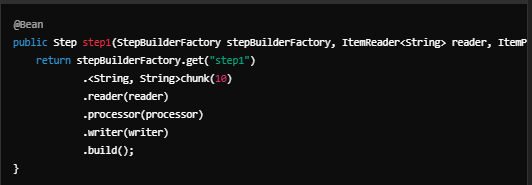 @Bean
public Step step1(StepBuilderFactory stepBuilderFactory, ItemReader<String> reader, ItemP
return stepBuilderFactory.get("step1")
.<String, String>chunk(10)
.reader(reader)
.processor(processor)
.writer(writer)
.build();
}